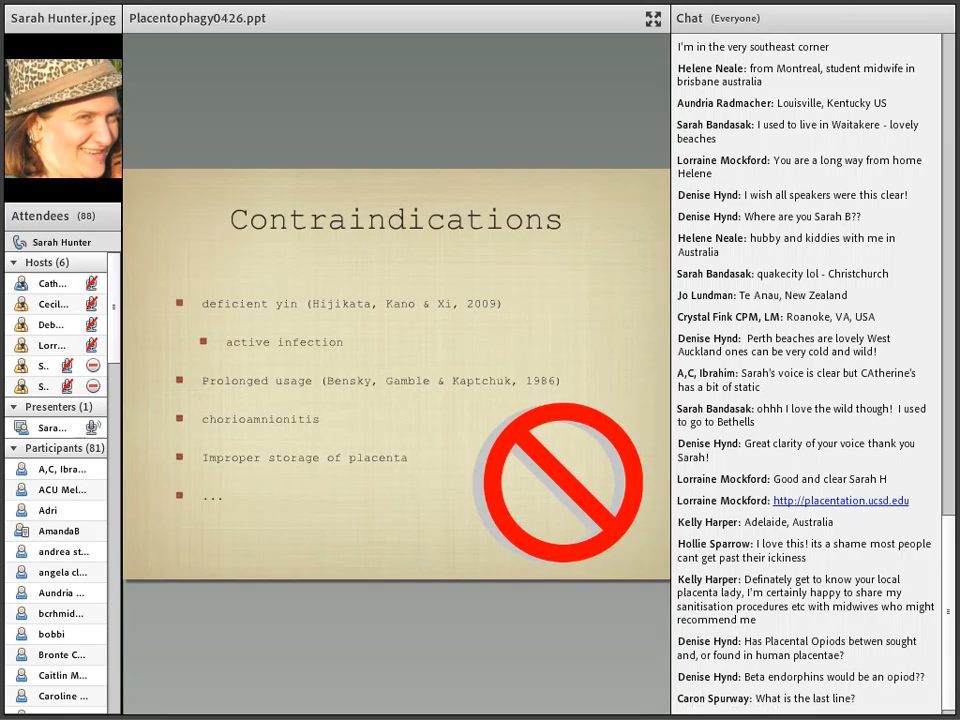 Sarah Hunter.jpeg
Placentophagy0426.ppt
Chat (Everyone)
Attendees (88)
Sarah Hunter
Hosts (6)
Cath...
Cecil...
Deb...
Lorr...
S..
S..
Presenters (1)
Sara...
Participants (81)
A,C, Ibra...
ACU Mel...
Adri
AmandaB
andrea st...
angela cl...
Aundria ...
bcrhmid...
bobbi
Bronte C...
Caitlin M...
Caroline ...
Contraindications
deficient yin (Hijikata, Kano & Xi, 2009)
active infection
Prolonged usage (Bensky, Gamble & Kaptchuk, 1986)
chorioamnionitis
Improper storage of placenta
...
I'm in the very southeast corner
Helene Neale: from Montreal, student midwife in
brisbane australia
Aundria Radmacher: Louisville, Kentucky US
Sarah Bandasak: I used to live in Waitakere - lovely
beaches
Lorraine Mockford: You are a long way from home
Helene
Denise Hynd: I wish all speakers were this clear!
Denise Hynd: Where are you Sarah B??
Helene Neale: hubby and kiddies with me in
Australia
Sarah Bandasak: quakecity lol - Christchurch
Jo Lundman: Te Anau, New Zealand
Crystal Fink CPM, LM: Roanoke, VA, USA
Denise Hynd: Perth beaches are lovely West
Auckland ones can be very cold and wild!
A,C, Ibrahim: Sarah's voice is clear but CAtherine's
has a bit of static
Sarah Bandasak: ohhh I love the wild though! I used
to go to Bethells
Denise Hynd: Great clarity of your voice thank you
Sarah!
Lorraine Mockford: Good and clear Sarah H
Lorraine Mockford: http://placentation.ucsd.edu
Kelly Harper: Adelaide, Australia
Hollie Sparrow: I love this! its a shame most people
cant get past their ickiness
Kelly Harper: Definately get to know your local
placenta lady, I'm certainly happy to share my
sanitisation procedures etc with midwives who might
recommend me
Denise Hynd: Has Placental Opiods betwen sought
and, or found in human placentae?
Denise Hynd: Beta endorphins would be an opiod??
Caron Spurway: What is the last line?